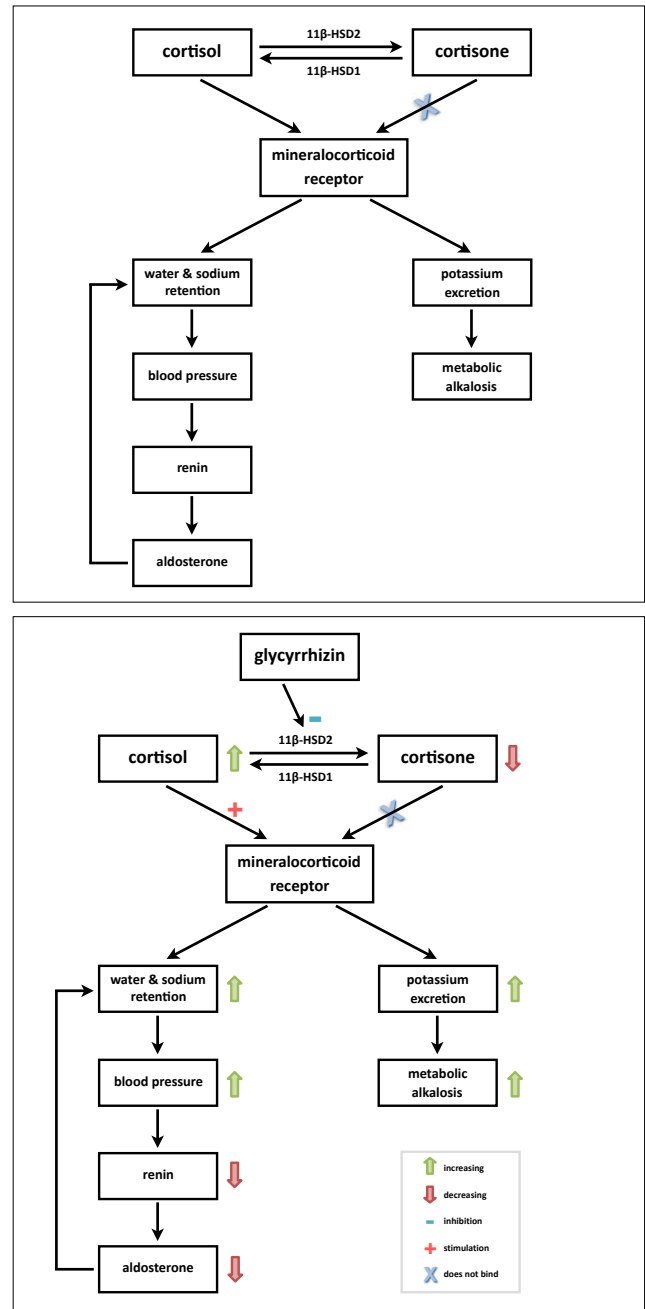 11β-HSD2
cortisol
cortisone
11β-HSD1
mineralocorticoid
receptor
water & sodium
retention
potassium
excretion
blood pressure
metabolic
alkalosis
renin
aldosterone
glycyrrhizin
11β-HSD2
cortisol
cortisone
11β-HSD1
+
mineralocorticoid
receptor
water & sodium
retention
potassium
excretion
blood pressure
metabolic
alkalosis
renin
aldosterone
increasing
decreasing
- inhibition
+ stimulation
X does not bind